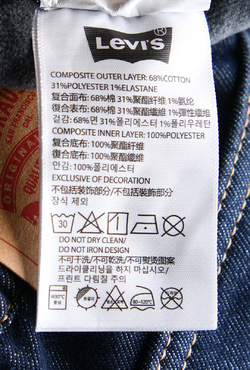 Levi's
COMPOSITE OUTER LAYER: 68%COTTON
31%POLYESTER 1%ELASTANE
复合面布: 68%棉 31%聚酯纤维 1%氨纶
複合表布: 68%棉 31%聚酯纖維 1%彈性纖維
겉감: 68%면 31%폴리에스터 1%폴리우레탄
COMPOSITE INNER LAYER: 100%POLYESTER
复合底布: 100%聚酯纤维
複合底布: 100%聚酯纖維
안감: 100%폴리에스터
EXCLUSIVE OF DECORATION
不包括装饰部分/不包括裝飾部分
장식 제외
30
DO NOT DRY CLEAN/
DO NOT IRON DESIGN
不可干洗/不可乾洗/不可熨烫图案
드라이클리닝을 하지 마십시오/
프린트 다림질 주의
80~120℃
ORIGINAL